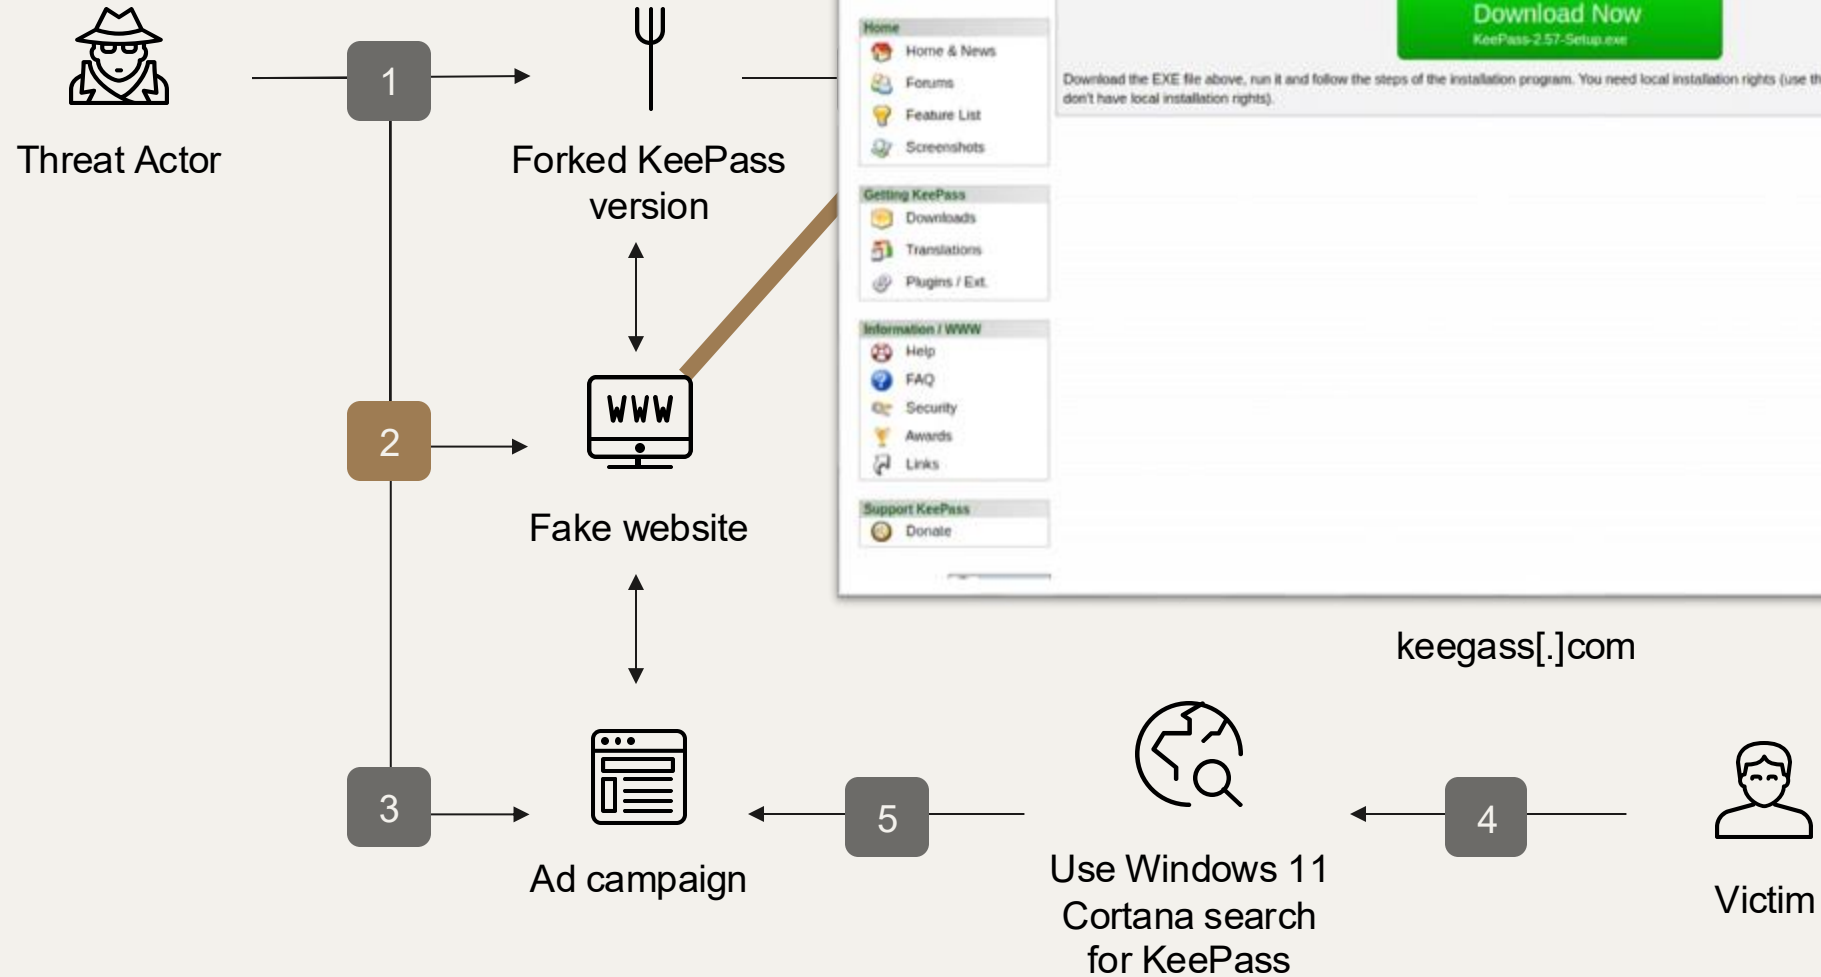 Download Now
KeePass-2.57-Setup.exe
Download the EXE file above, run it and follow the steps of the installation program. You need local installation rights (use
don't have local installation rights).
Home
Home & News
Forums
Feature List
Screenshots
Getting KeePass
Downloads
Translations
Plugins / Ext.
Information / WWW
Help
FAQ
Security
Awards
Links
Support KeePass
Donate
keegass[.]com
1
Threat Actor
Forked KeePass
version
2
WWW
Fake website
3
Ad campaign
5
Use Windows 11
Cortana search
for KeePass
4
Victim